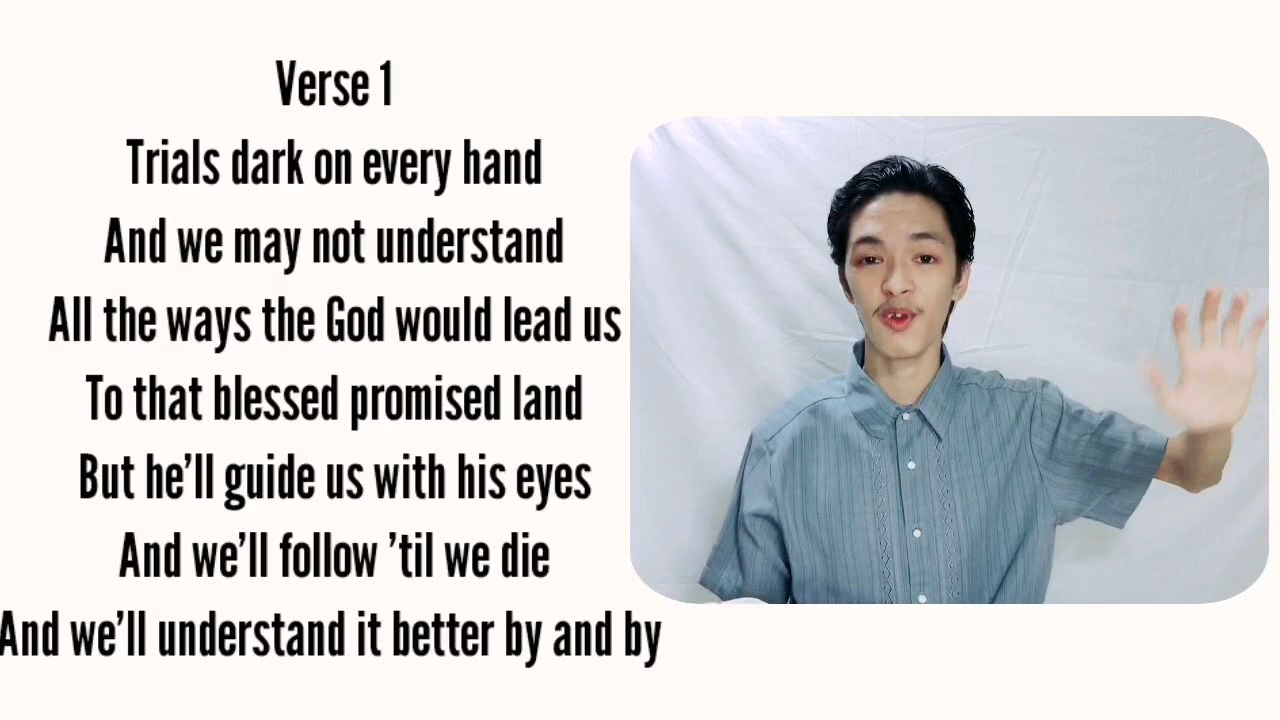 Verse 1
Trials dark on every hand
And we may not understand
All the ways the God would lead us
To that blessed promised land
But he’ll guide us with his eyes
And we’ll follow ’til we die
And we’ll understand it better by and by